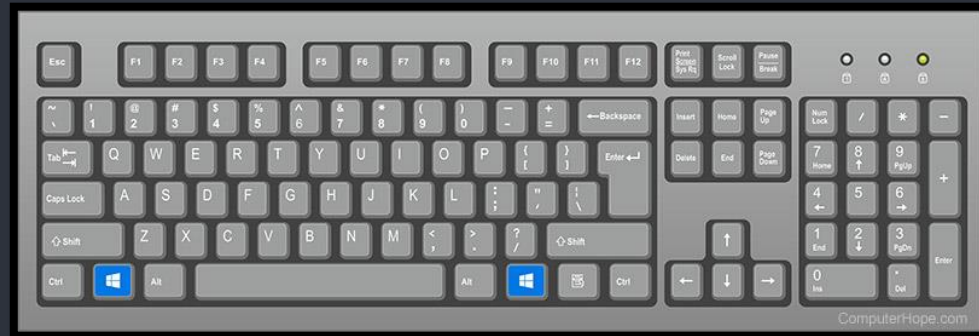 Esc F1 F2 F3 F4 F5 F6 F7 F8 F9 F10 F11 F12 Print Screen Sys Rq Scroll Lock Pause Break
~ ` ! 1 @ 2 # 3 $ 4 % 5 ^ 6 & 7 * 8 ( 9 ) 0 _ - + = ←Backspace Insert Home Page Up Num Lock / * −
Tab Q W E R T Y U I O P { [ } ] Enter Delete End Page Down 7 Home 8 ↑ 9 PgUp +
Caps Lock A S D F G H J K L : ; " ' | \ 4 ← 5 6 →
Shift Z X C V B N M < , > . ? / Shift ↑ 1 End 2 ↓ 3 PgDn Enter
Ctrl Alt Alt Ctrl ← ↓ → 0 Ins . Del
ComputerHope.com